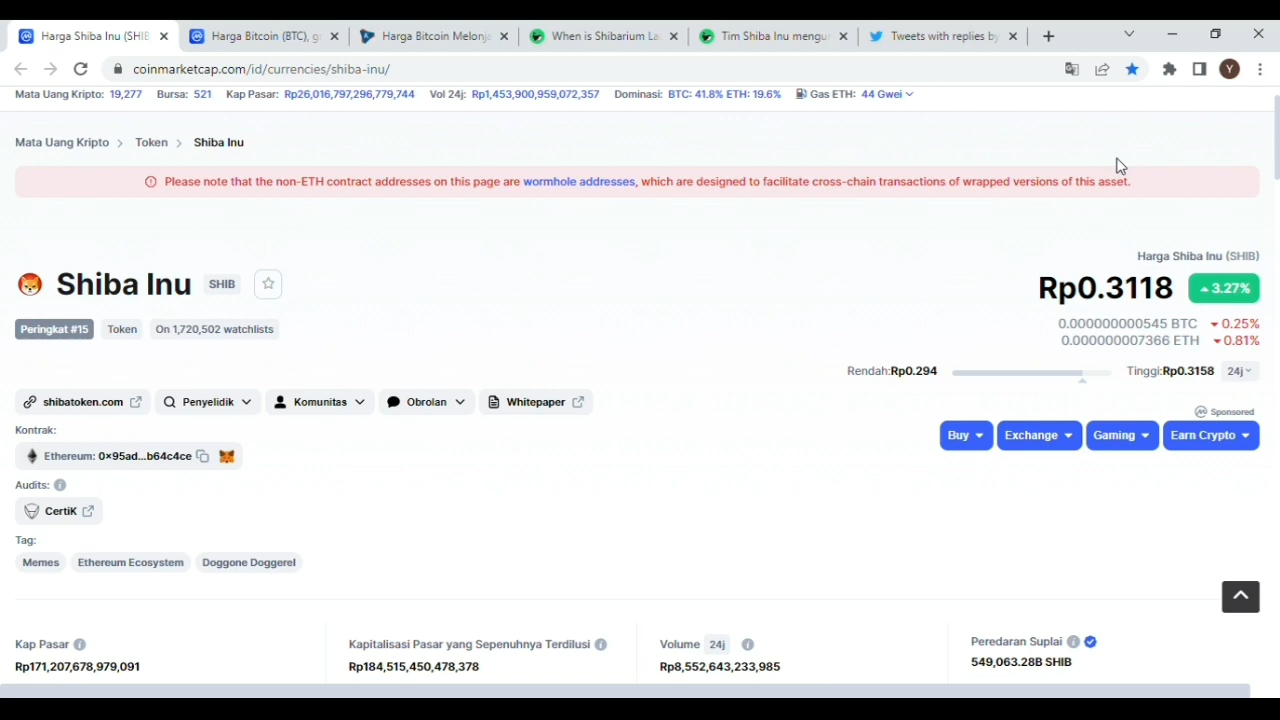 Harga Shiba Inu (SHIB
Harga Bitcoin (BTC), g
Harga Bitcoin Melonja
When is Shibarium La
Tim Shiba Inu mengu
Tweets with replies by
coinmarketcap.com/id/currencies/shiba-inu/
Y
Mata Uang Kripto: 19,277 Bursa: 521 Kap Pasar: Rp26,016,797,296,779,744 Vol 24j: Rp1,453,900,959,072,357 Dominasi: BTC: 41.8% ETH: 19.6% Gas ETH: 44 Gwei
Mata Uang Kripto > Token > Shiba Inu
Please note that the non-ETH contract addresses on this page are wormhole addresses, which are designed to facilitate cross-chain transactions of wrapped versions of this asset.
Harga Shiba Inu (SHIB)
Shiba Inu SHIB
Rp0.3118 3.27%
Peringkat #15 Token On 1,720,502 watchlists
0.000000000545 BTC 0.25%
0.000000007366 ETH 0.81%
Rendah:Rp0.294 Tinggi:Rp0.3158 24j
shibatoken.com Penyelidik Komunitas Obrolan Whitepaper
Sponsored
Buy Exchange Gaming Earn Crypto
Kontrak:
Ethereum: 0x95ad...b64c4ce
Audits:
CertiK
Tag:
Memes Ethereum Ecosystem Doggone Doggerel
Kap Pasar
Rp171,207,678,979,091
Kapitalisasi Pasar yang Sepenuhnya Terdilusi
Rp184,515,450,478,378
Volume 24j
Rp8,552,643,233,985
Peredaran Suplai
549,063.28B SHIB